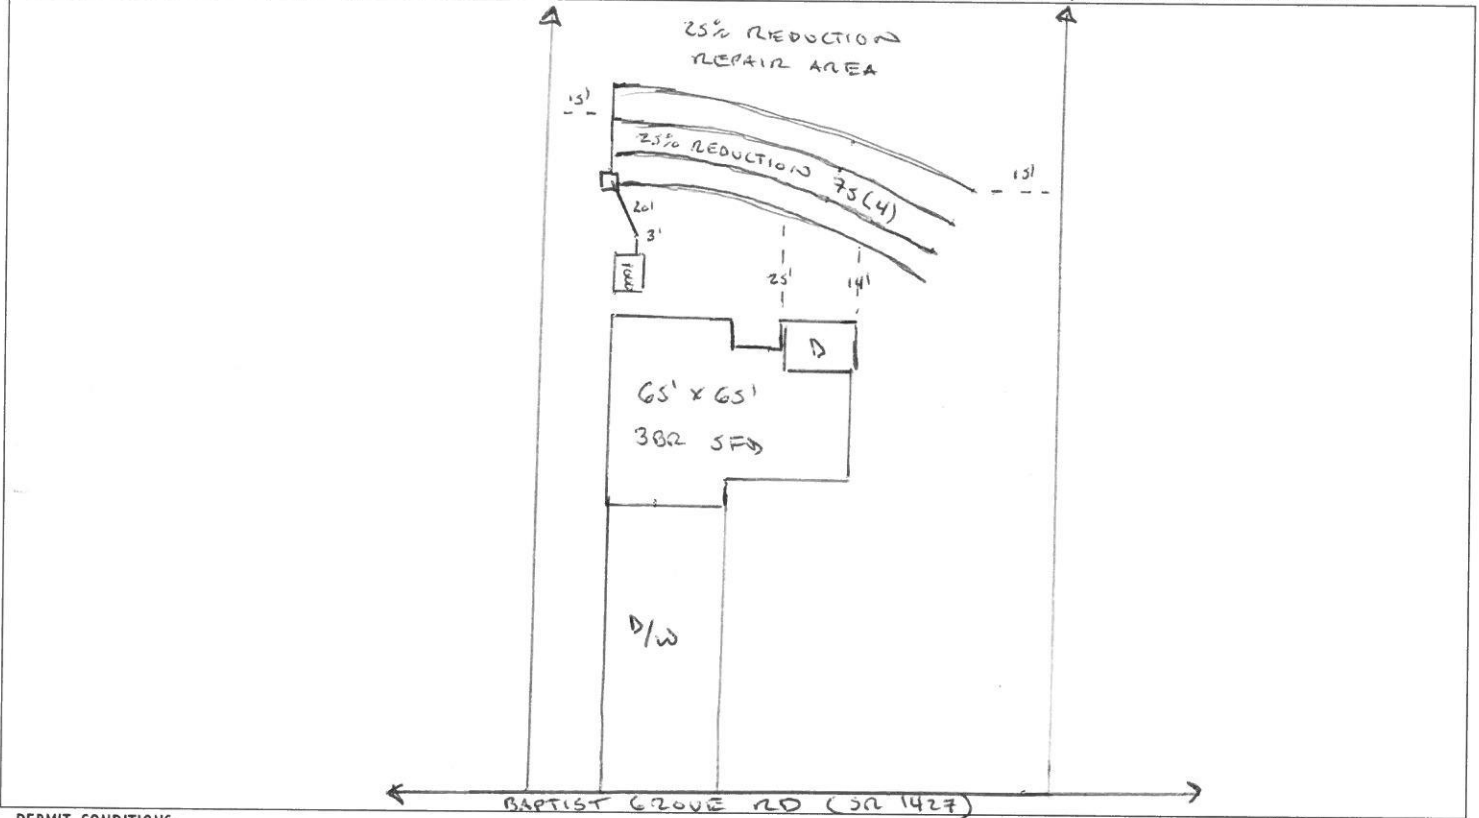 25% REDUCTION
REPAIR AREA
15'
25% REDUCTION 75(4)
15'
20'
3'
25'
14'
D
65' x 65'
3BR SFD
D/W
BAPTIST GROVE RD (SR 1427)
PERMIT CONDITIONS